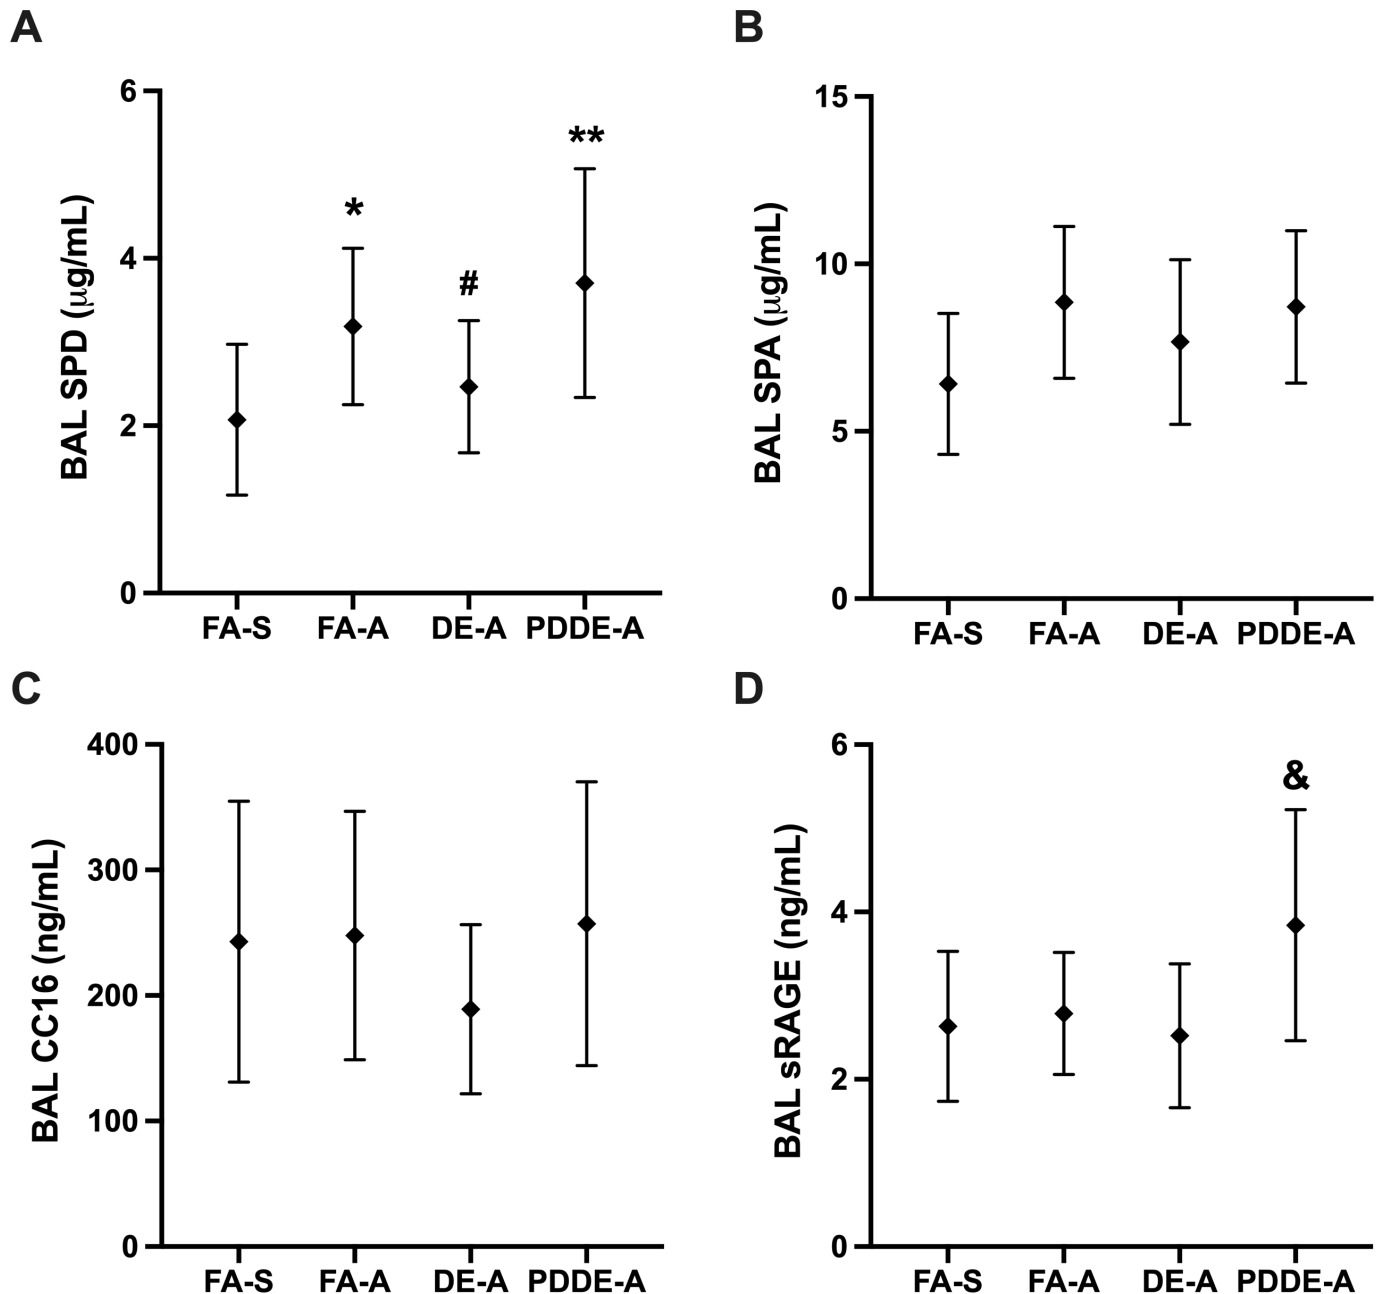 A
BAL SPD (μg/mL)
6
4
2
0
*
#
**
FA-S FA-A DE-A PDDE-A
B
BAL SPA (μg/mL)
15
10
5
0
FA-S FA-A DE-A PDDE-A
C
BAL CC16 (ng/mL)
400
300
200
100
0
FA-S FA-A DE-A PDDE-A
D
BAL sRAGE (ng/mL)
6
4
2
0
&
FA-S FA-A DE-A PDDE-A